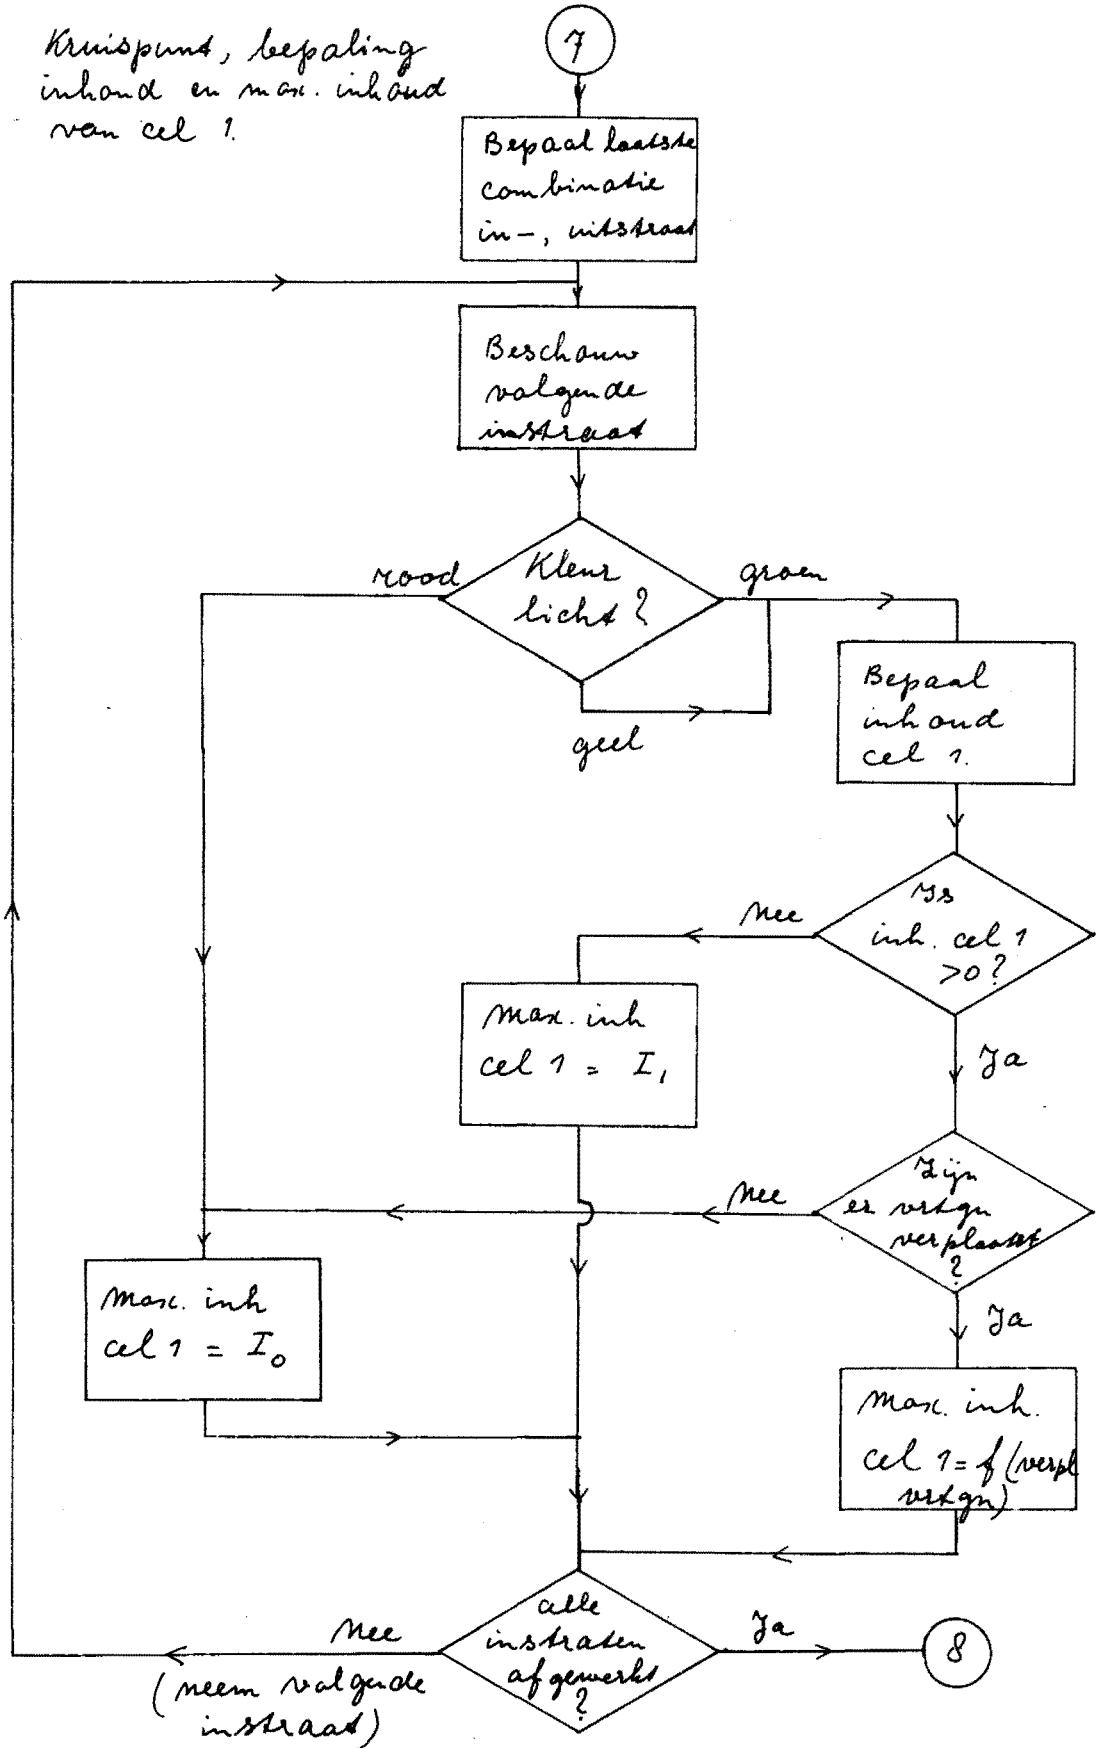 Kruispunt, bepaling
inhoud en max. inhoud
van cel 1.
7
Bepaal laatste
combinatie
in-, uitstraat
Beschouw
volgende
instraat
Kleur
licht?
rood
groen
geel
Bepaal
inhoud
cel 1.
Is
inh. cel 1
>0?
Nee
Ja
Max. inh
cel 1 = I₁
Zijn
er vrtgn
verplaatst
?
Nee
Ja
Max. inh
cel 1 = I₀
Max. inh.
cel 1 = f (verpl
vrtgn)
alle
instraten
afgewerkt
?
Nee
(neem volgende
instraat)
Ja
8